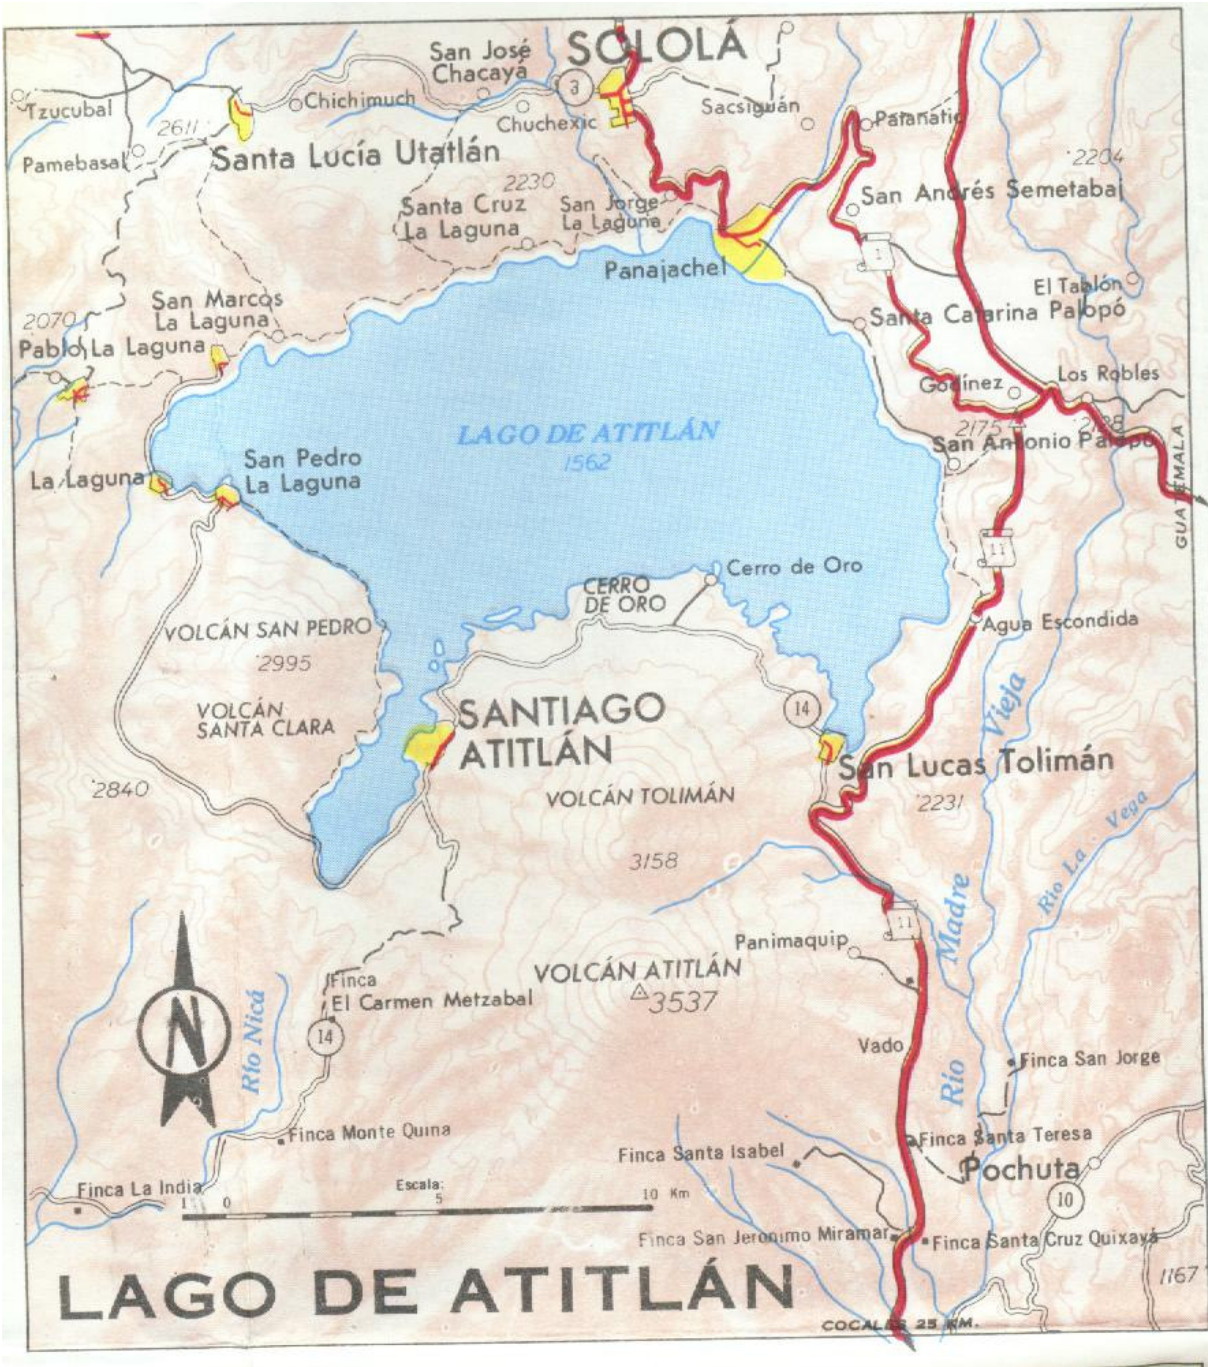 SOLOLÁ
San José
Chacayá
3
Tzucubal
Chichimuch
Chuchexic
Sacsiguán
Patanatic
2611
Pamebasal
Santa Lucía Utatlán
2204
2230
San Andrés Semetabaj
Santa Cruz
La Laguna
San Jorge
La Laguna
1
Panajachel
El Tablón
San Marcos
La Laguna
Santa Catarina Palopó
2070
Pablo La Laguna
Godínez
Los Robles
LAGO DE ATITLÁN
1562
2175
2128
San Antonio Palopó
San Pedro
La Laguna
La Laguna
GUATEMALA
11
Cerro de Oro
CERRO
DE ORO
Agua Escondida
VOLCÁN SAN PEDRO
2995
VOLCÁN
SANTA CLARA
SANTIAGO
ATITLÁN
14
San Lucas Tolimán
2840
VOLCÁN TOLIMÁN
2231
3158
Río Madre Vieja
Río La Vega
11
Panimaquip
VOLCÁN ATITLÁN
3537
Finca
El Carmen Metzabal
14
N
Río Nicá
Vado
Finca San Jorge
Finca Monte Quina
Finca Santa Teresa
Finca Santa Isabel
Pochuta
10
Finca La India
Escala:
1 0 5 10 Km
Finca San Jeronimo Miramar
Finca Santa Cruz Quixayá
1167
LAGO DE ATITLÁN
COCALES 25 KM.